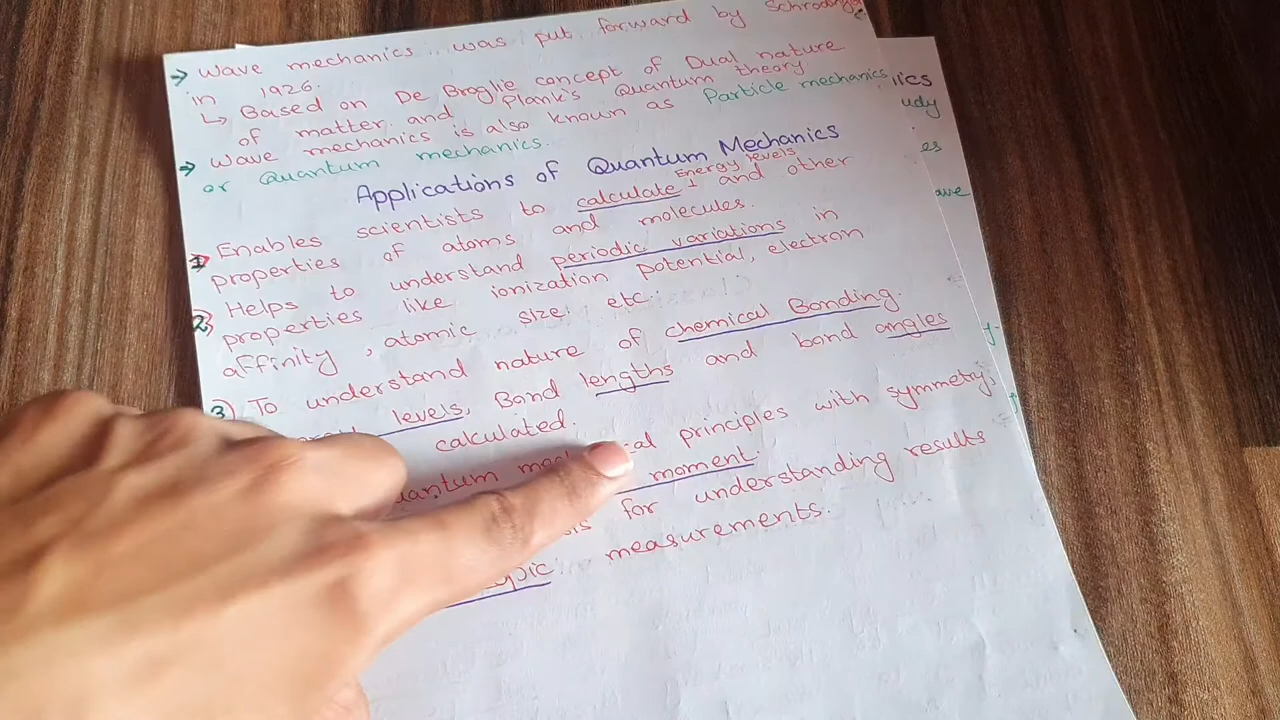 → Wave mechanics was put forward by Schrodinger
in 1926.
↳ Based on De Broglie concept of Dual nature
of matter and Plank's Quantum theory
→ Wave mechanics is also known as Particle mechanics
or Quantum mechanics.
Applications of Quantum Mechanics
1) Enables scientists to calculate Energy levels and other
properties of atoms and molecules.
2) Helps to understand periodic variations in
properties like ionization potential, electron
affinity, atomic size etc.
3) To understand nature of chemical Bonding.
levels, Bond lengths and bond angles
calculated.
principles with symmetry,
moment.
for understanding results
measurements.
lics
udy
es
ave